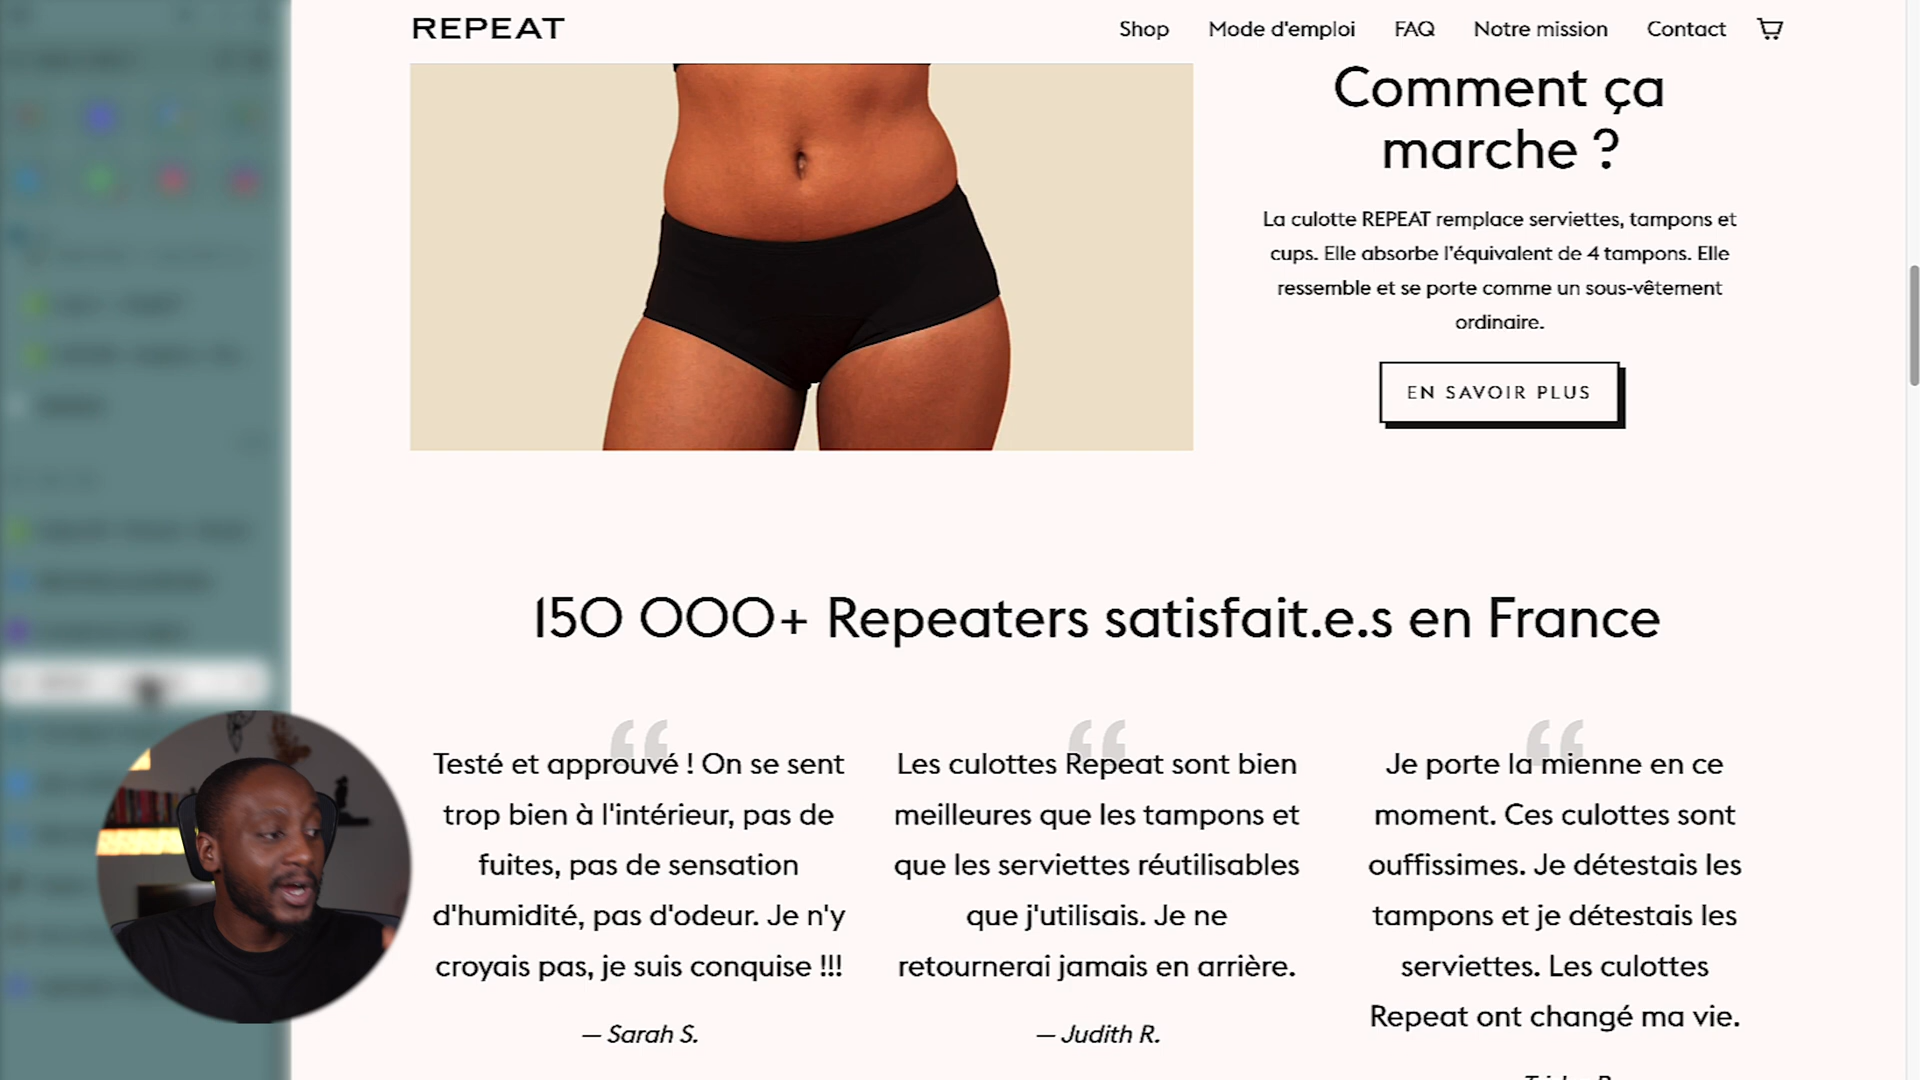 REPEAT
Shop
Mode d'emploi
FAQ
Notre mission
Contact
Comment ça
marche ?
La culotte REPEAT remplace serviettes, tampons et
cups. Elle absorbe l'équivalent de 4 tampons. Elle
ressemble et se porte comme un sous-vêtement
ordinaire.
EN SAVOIR PLUS
150 000+ Repeaters satisfait.e.s en France
Testé et approuvé ! On se sent
trop bien à l'intérieur, pas de
fuites, pas de sensation
d'humidité, pas d'odeur. Je n'y
croyais pas, je suis conquise !!!
— Sarah S.
Les culottes Repeat sont bien
meilleures que les tampons et
que les serviettes réutilisables
que j'utilisais. Je ne
retournerai jamais en arrière.
— Judith R.
Je porte la mienne en ce
moment. Ces culottes sont
ouffissimes. Je détestais les
tampons et je détestais les
serviettes. Les culottes
Repeat ont changé ma vie.